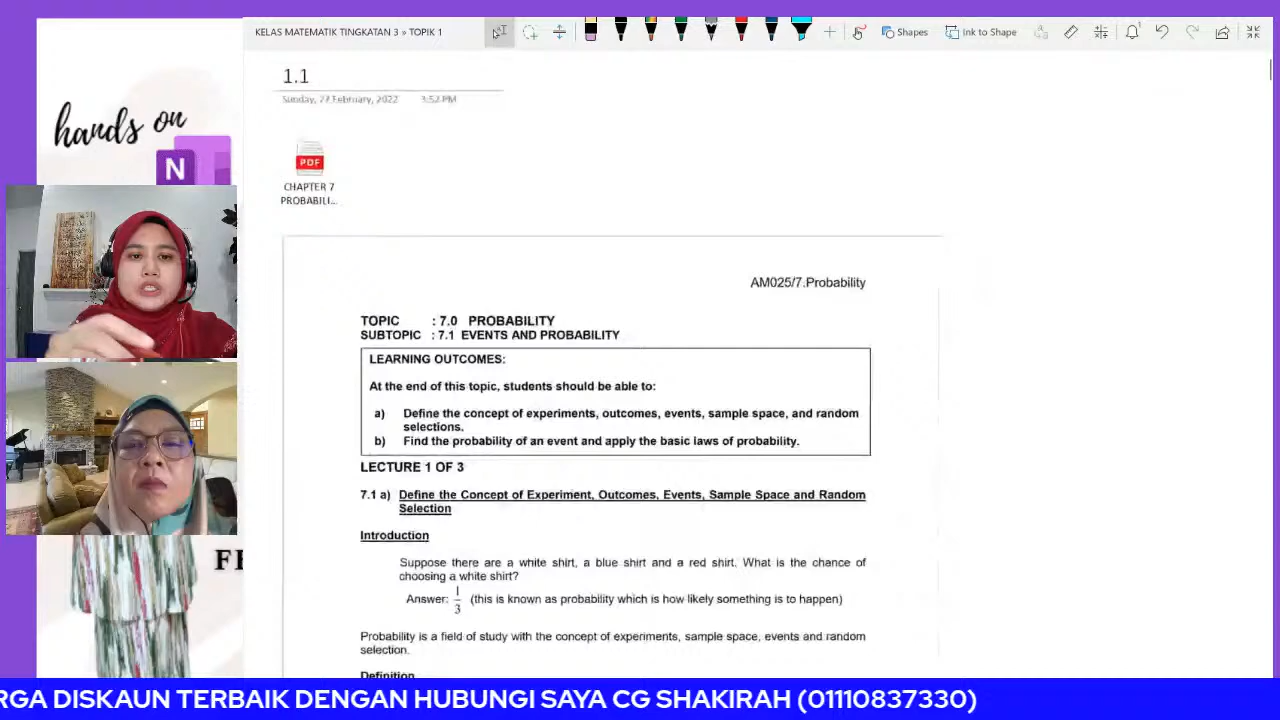 KELAS MATEMATIK TINGKATAN 3 » TOPIK 1
Shapes
Ink to Shape
1
hands on
N
1.1
Sunday, 27 February, 2022 3:52 PM
PDF
CHAPTER 7
PROBABILI...
AM025/7.Probability
TOPIC : 7.0 PROBABILITY
SUBTOPIC : 7.1 EVENTS AND PROBABILITY
LEARNING OUTCOMES:
At the end of this topic, students should be able to:
a) Define the concept of experiments, outcomes, events, sample space, and random
selections.
b) Find the probability of an event and apply the basic laws of probability.
LECTURE 1 OF 3
7.1 a) Define the Concept of Experiment, Outcomes, Events, Sample Space and Random
Selection
Introduction
Suppose there are a white shirt, a blue shirt and a red shirt. What is the chance of
choosing a white shirt?
Answer: 1/3 (this is known as probability which is how likely something is to happen)
Probability is a field of study with the concept of experiments, sample space, events and random
selection.
Definition
FE
RGA DISKAUN TERBAIK DENGAN HUBUNGI SAYA CG SHAKIRAH (01110837330)